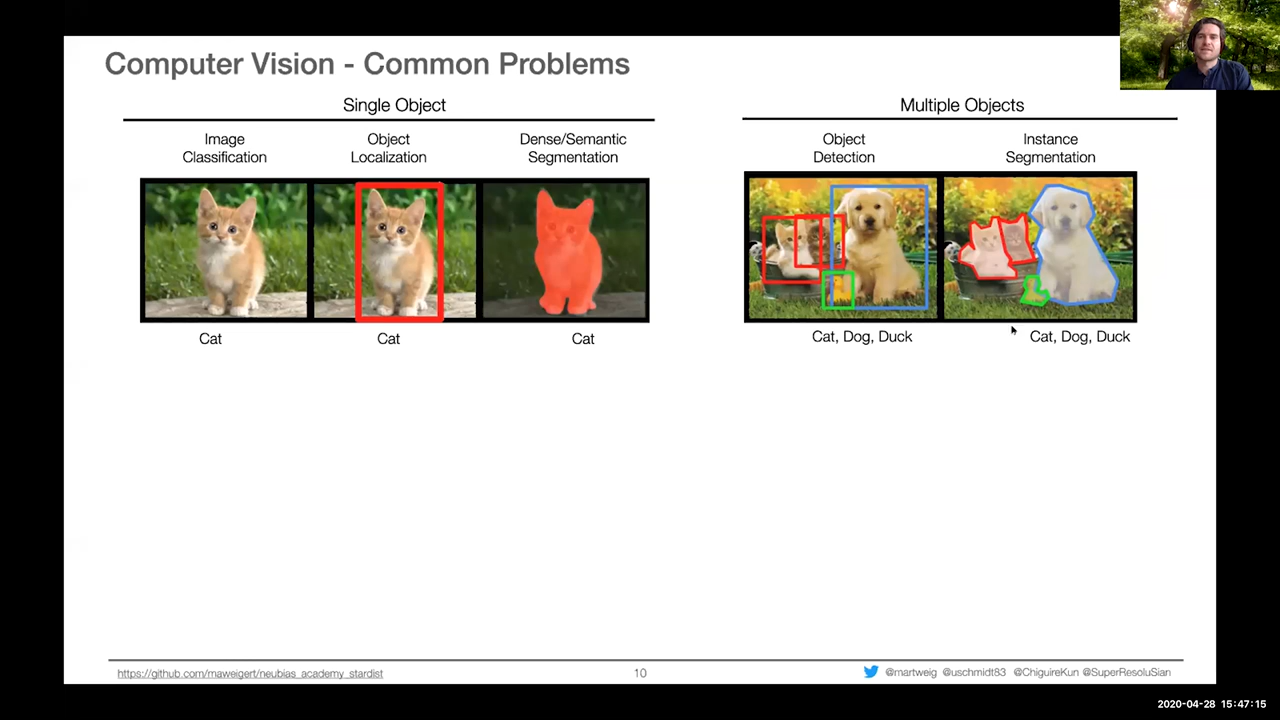 Computer Vision - Common Problems
Single Object
Multiple Objects
Image
Classification
Object
Localization
Dense/Semantic
Segmentation
Object
Detection
Instance
Segmentation
Cat
Cat
Cat
Cat, Dog, Duck
Cat, Dog, Duck
https://github.com/maweigert/neubias_academy_stardist
10
@martweig @uschmidt83 @ChiguireKun @SuperResoluSian
2020-04-28 15:47:15